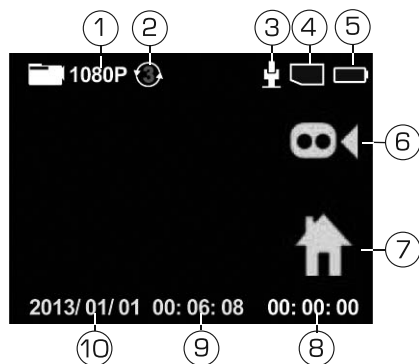 ① ② ③ ④ ⑤
1080P 3
⑥
⑦
2013/ 01/ 01 00: 06: 08 00: 00: 00
⑩ ⑨ ⑧